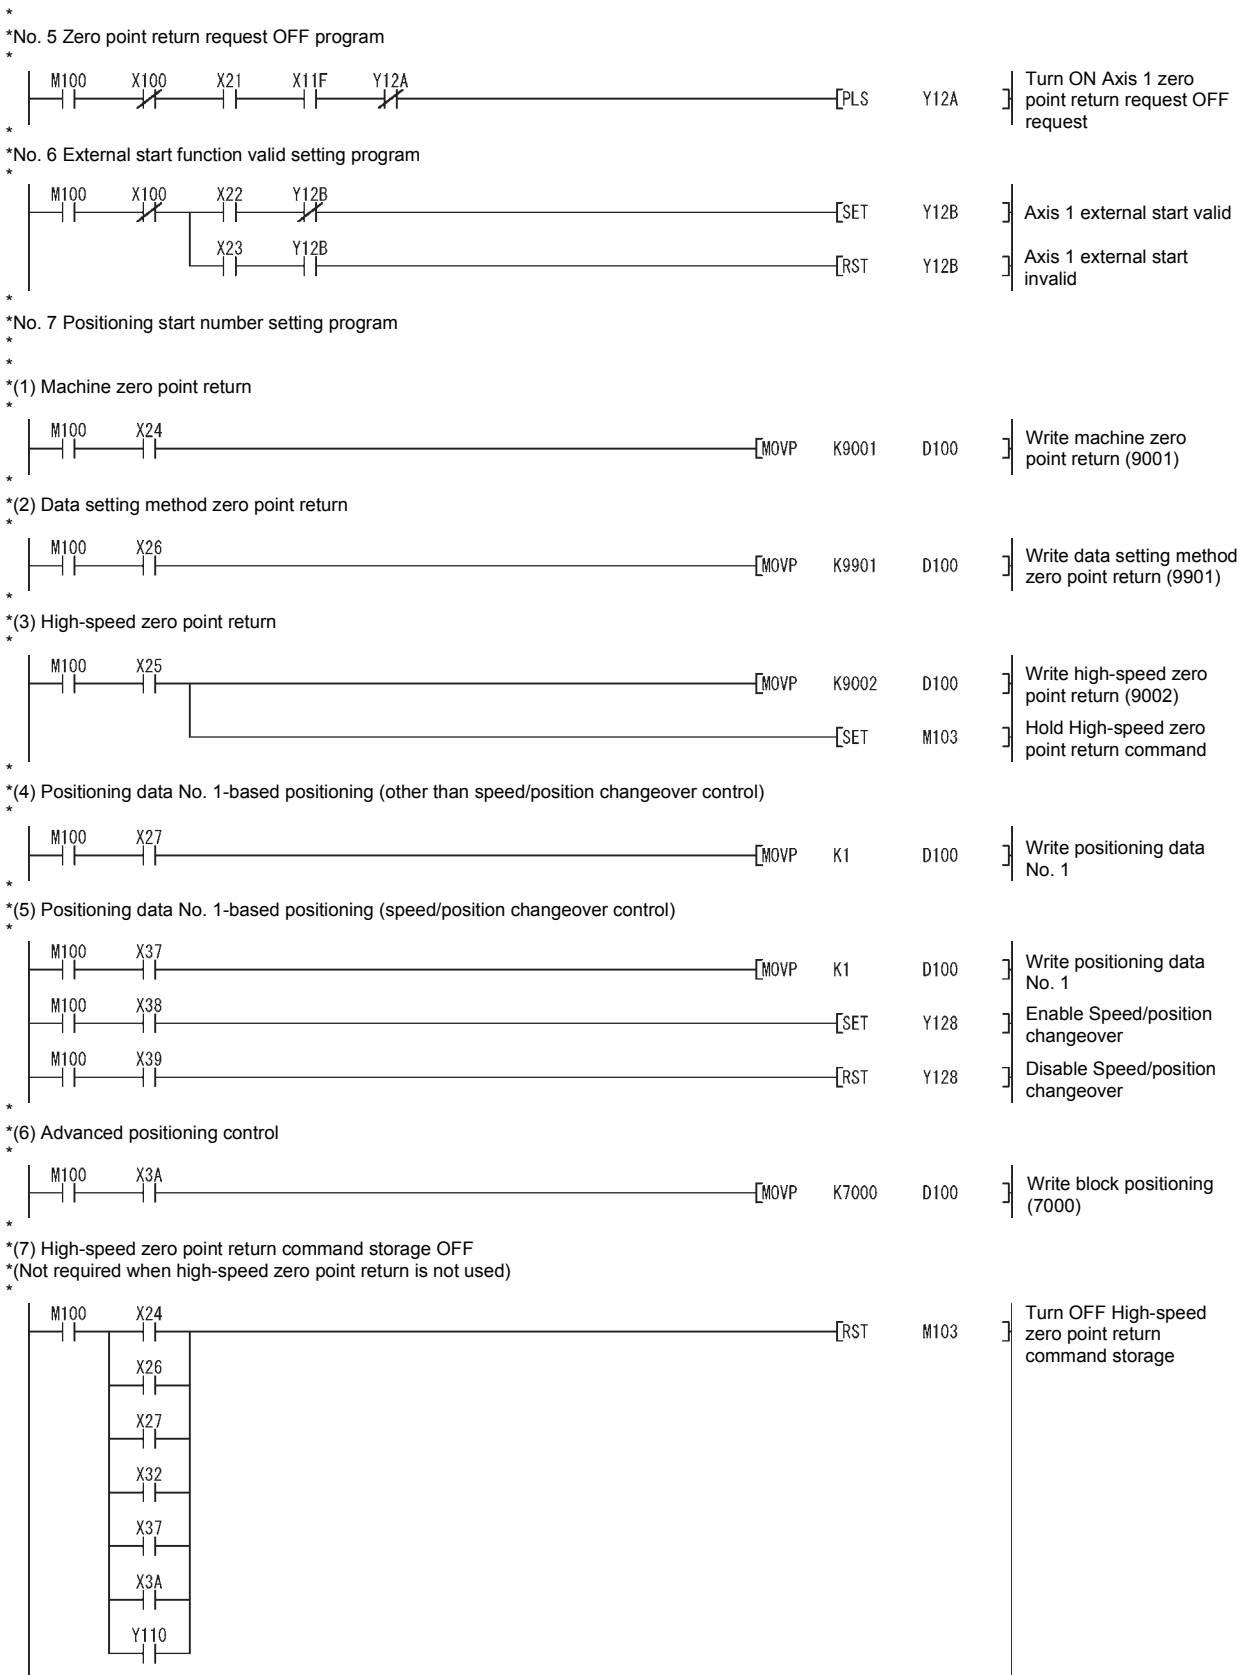 *
*No. 5 Zero point return request OFF program
*
M100 X100 X21 X11F Y12A
PLS Y12A
Turn ON Axis 1 zero
point return request OFF
request
*
*No. 6 External start function valid setting program
*
M100 X100 X22 Y12B
SET Y12B
Axis 1 external start valid
X23 Y12B
RST Y12B
Axis 1 external start
invalid
*
*No. 7 Positioning start number setting program
*
*
*(1) Machine zero point return
*
M100 X24
MOVP K9001 D100
Write machine zero
point return (9001)
*
*(2) Data setting method zero point return
*
M100 X26
MOVP K9901 D100
Write data setting method
zero point return (9901)
*
*(3) High-speed zero point return
*
M100 X25
MOVP K9002 D100
Write high-speed zero
point return (9002)
SET M103
Hold High-speed zero
point return command
*
*(4) Positioning data No. 1-based positioning (other than speed/position changeover control)
*
M100 X27
MOVP K1 D100
Write positioning data
No. 1
*
*(5) Positioning data No. 1-based positioning (speed/position changeover control)
*
M100 X37
MOVP K1 D100
Write positioning data
No. 1
M100 X38
SET Y128
Enable Speed/position
changeover
M100 X39
RST Y128
Disable Speed/position
changeover
*
*(6) Advanced positioning control
*
M100 X3A
MOVP K7000 D100
Write block positioning
(7000)
*
*(7) High-speed zero point return command storage OFF
*(Not required when high-speed zero point return is not used)
*
M100 X24
RST M103
Turn OFF High-speed
zero point return
command storage
X26
X27
X32
X37
X3A
Y110